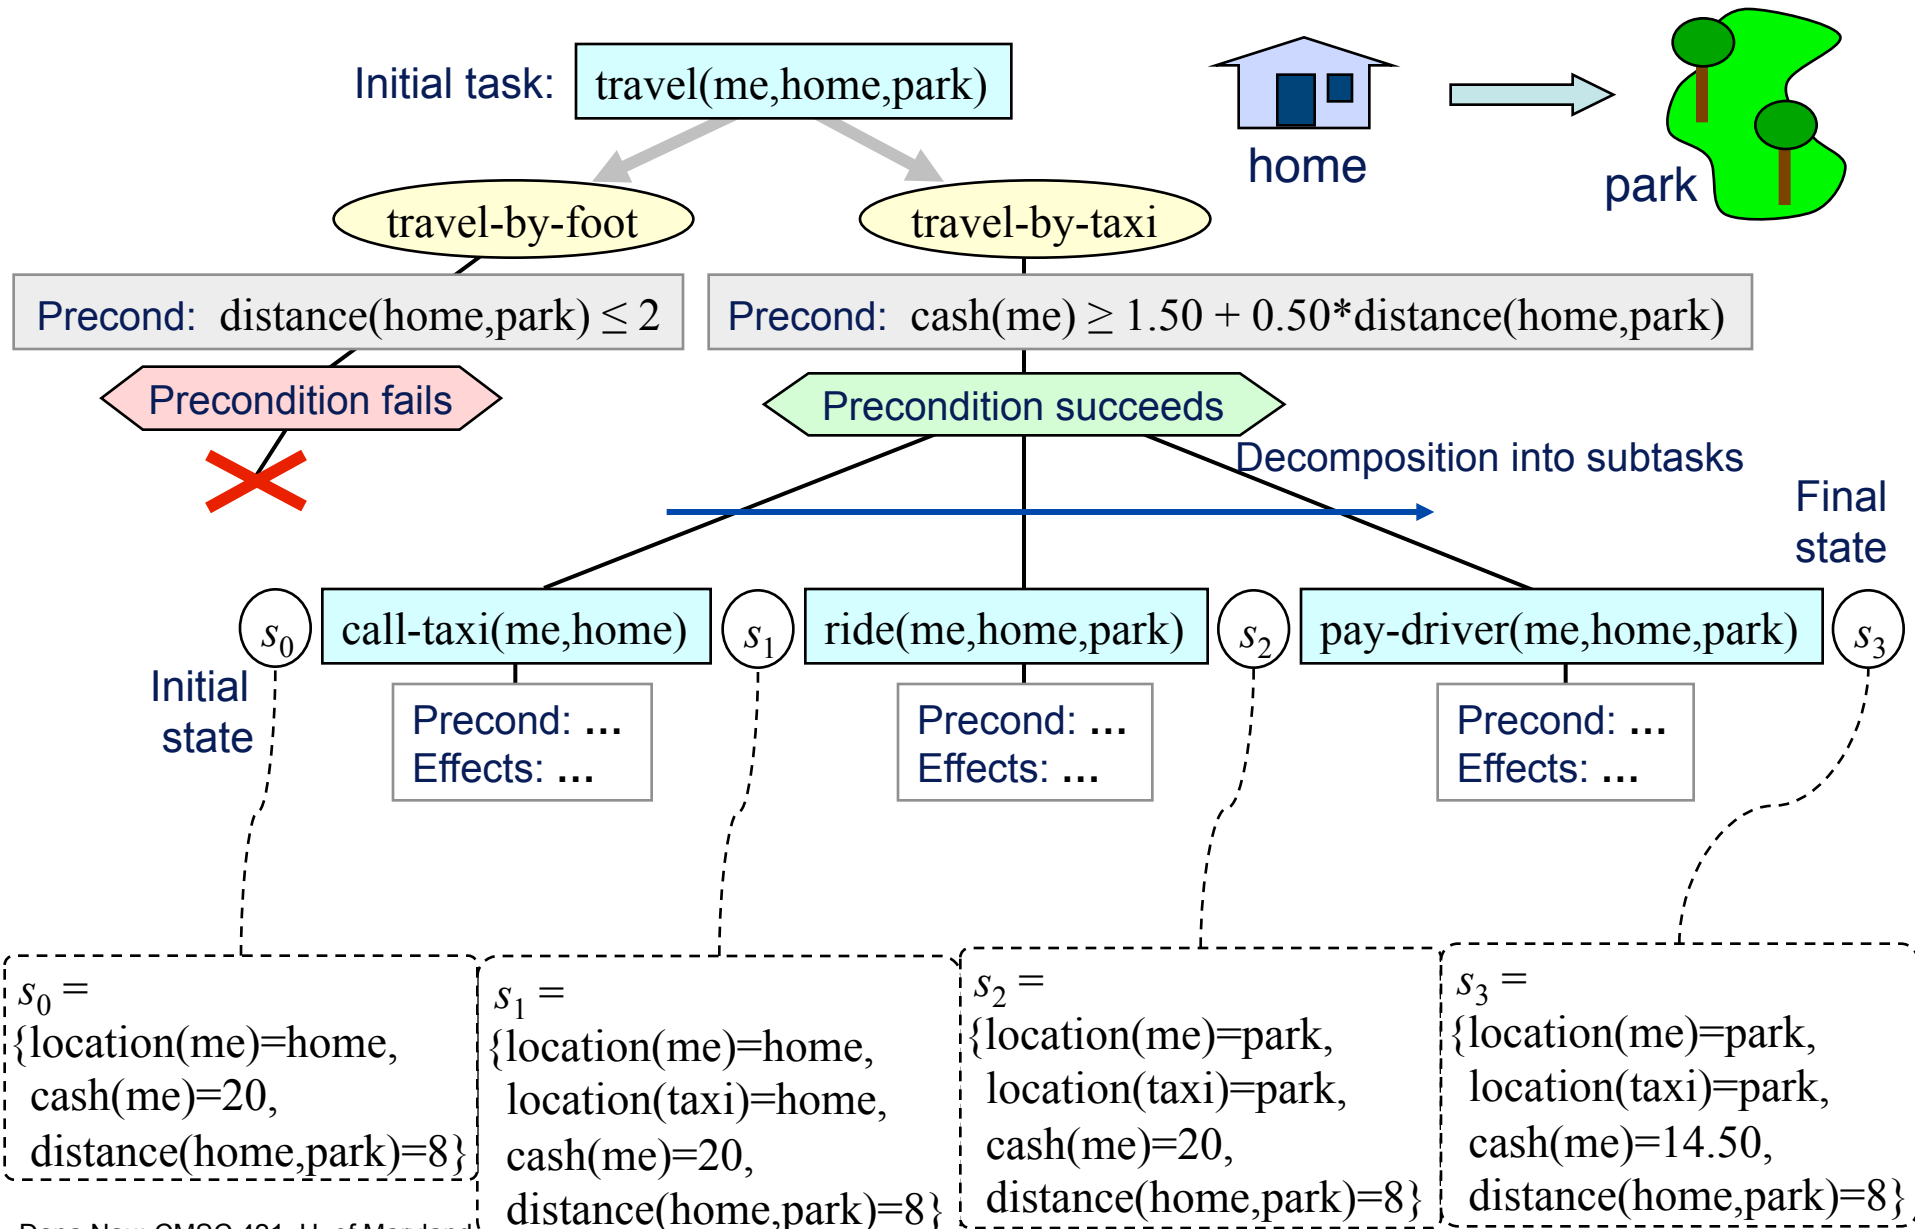 Initial task: travel(me,home,park)
home
park
travel-by-foot
travel-by-taxi
Precond: distance(home,park) ≤ 2
Precond: cash(me) ≥ 1.50 + 0.50*distance(home,park)
Precondition fails
Precondition succeeds
Decomposition into subtasks
Final
state
s0
call-taxi(me,home)
s1
ride(me,home,park)
s2
pay-driver(me,home,park)
s3
Initial
state
Precond: ...
Effects: ...
Precond: ...
Effects: ...
Precond: ...
Effects: ...
s0 =
{location(me)=home,
cash(me)=20,
distance(home,park)=8}
s1 =
{location(me)=home,
location(taxi)=home,
cash(me)=20,
distance(home,park)=8}
s2 =
{location(me)=park,
location(taxi)=park,
cash(me)=20,
distance(home,park)=8}
s3 =
{location(me)=park,
location(taxi)=park,
cash(me)=14.50,
distance(home,park)=8}